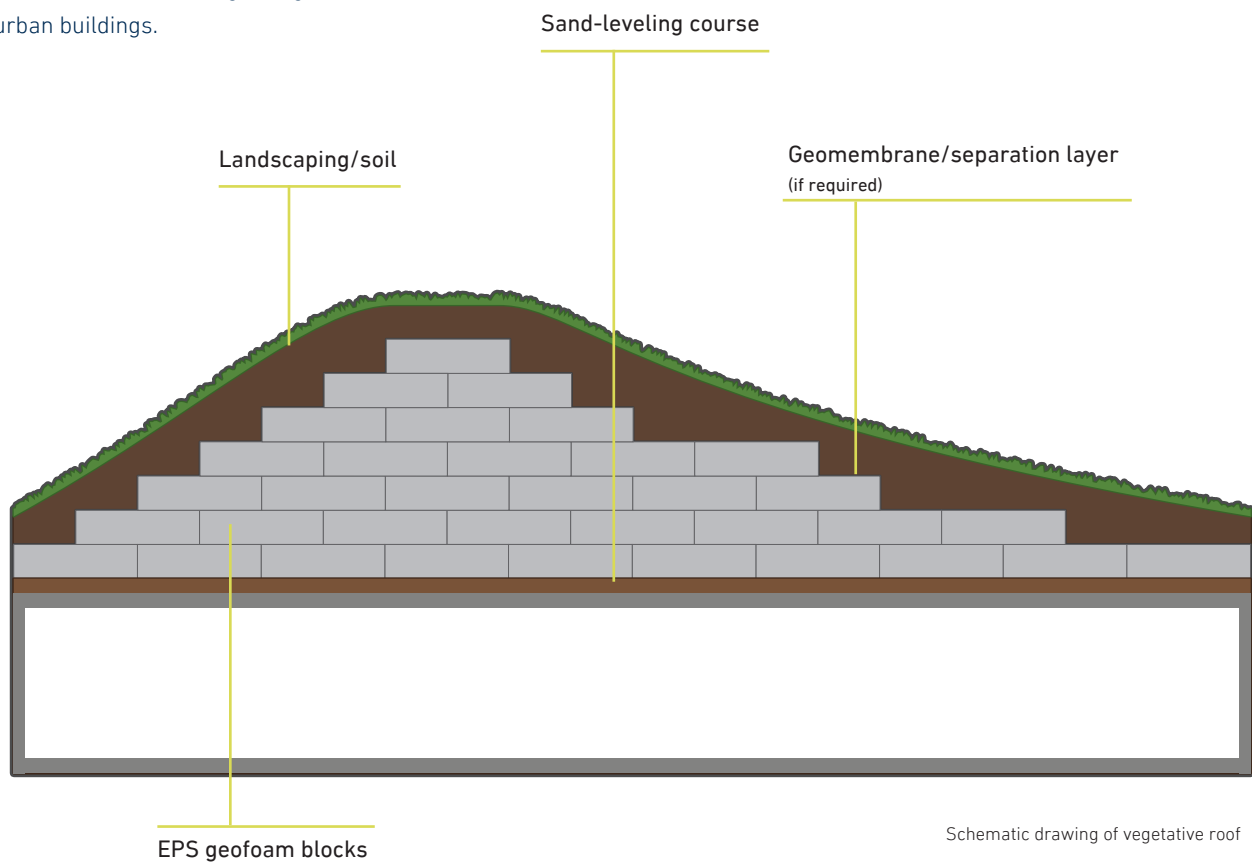 urban buildings.
Sand-leveling course
Landscaping/soil
Geomembrane/separation layer
(if required)
EPS geofoam blocks
Schematic drawing of vegetative roof